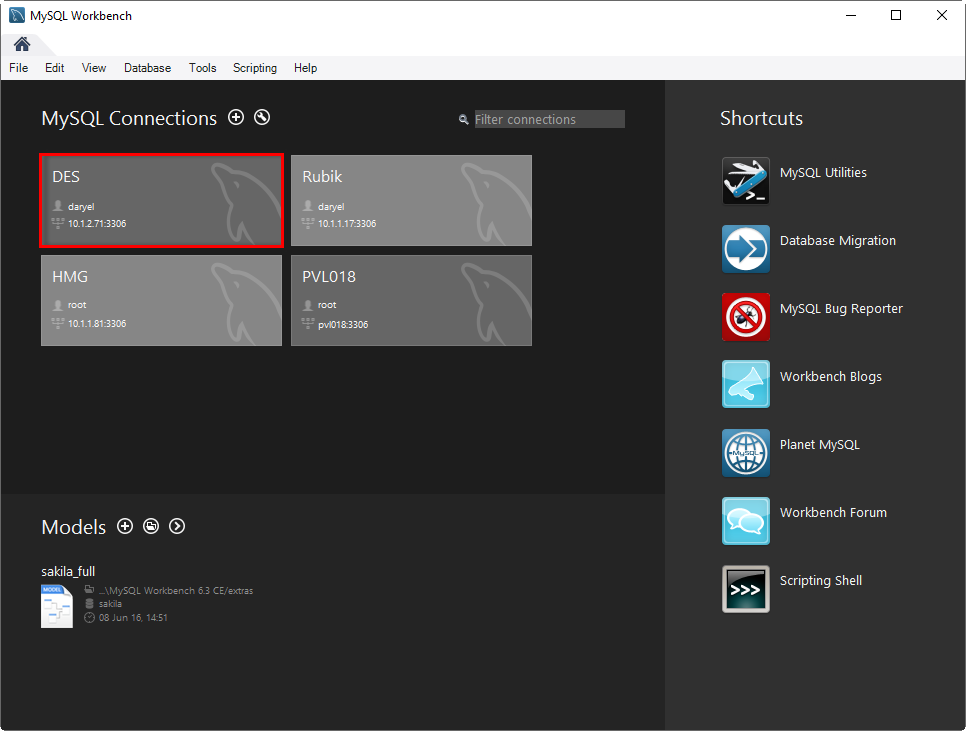 MySQL Workbench
File Edit View Database Tools Scripting Help
MySQL Connections
Filter connections
DES
daryel
10.1.2.71:3306
Rubik
daryel
10.1.1.17:3306
HMG
root
10.1.1.81:3306
PVL018
root
pvl018:3306
Models
sakila_full
MODEL
...\MySQL Workbench 6.3 CE/extras
sakila
08 Jun 16, 14:51
Shortcuts
MySQL Utilities
Database Migration
MySQL Bug Reporter
Workbench Blogs
MySQL
Planet MySQL
Workbench Forum
>>>
Scripting Shell